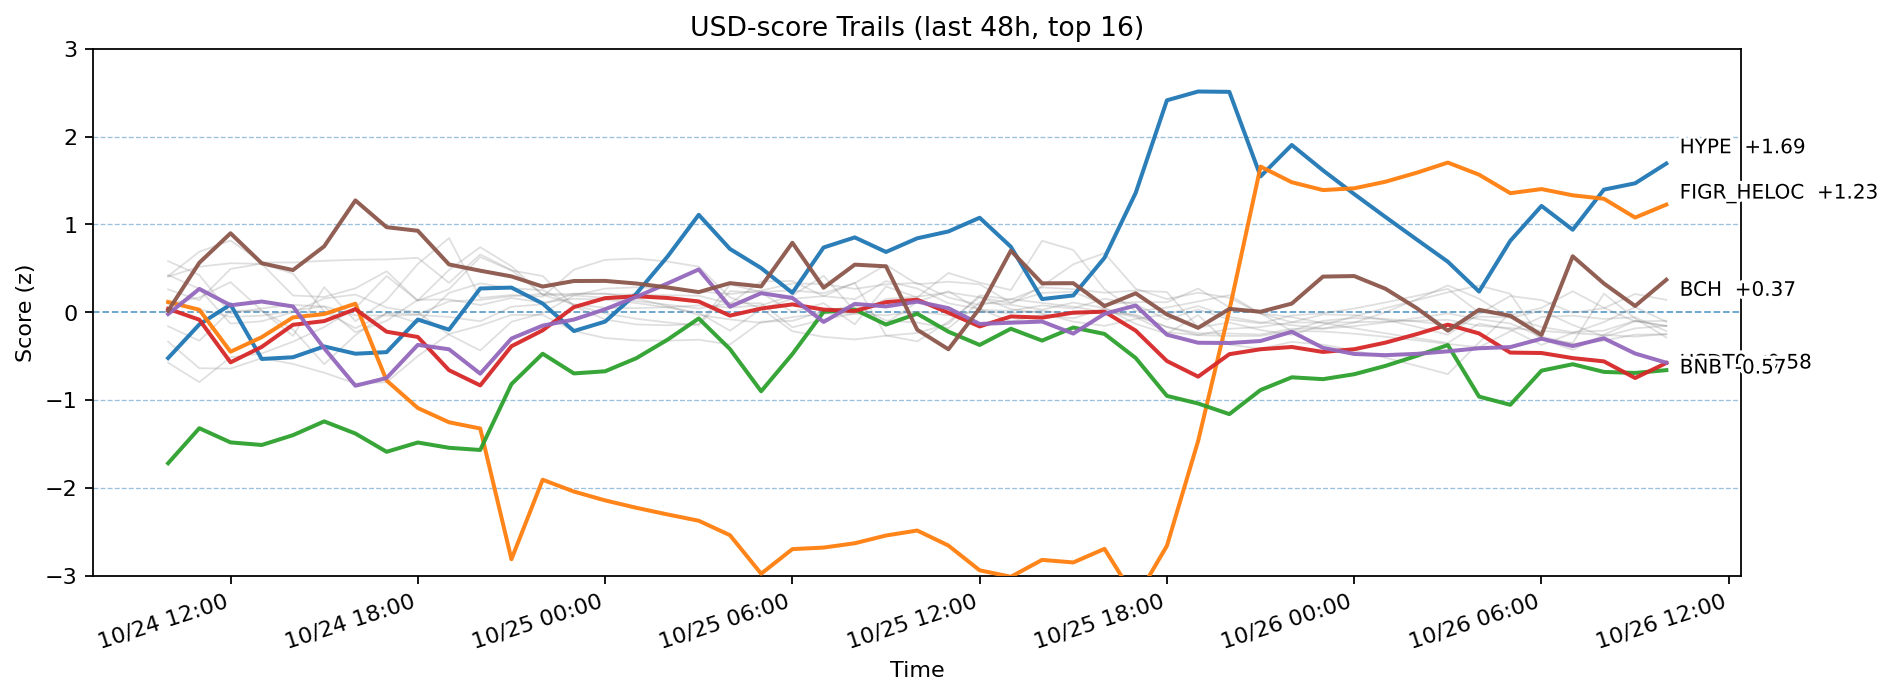 USD-score Trails (last 48h, top 16)
Score (z)
3
2
1
0
−1
−2
−3
HYPE +1.69
FIGR_HELOC +1.23
BCH +0.37
BNB -0.57
10/24 12:00
10/24 18:00
10/25 00:00
10/25 06:00
10/25 12:00
10/25 18:00
10/26 00:00
10/26 06:00
10/26 12:00
Time